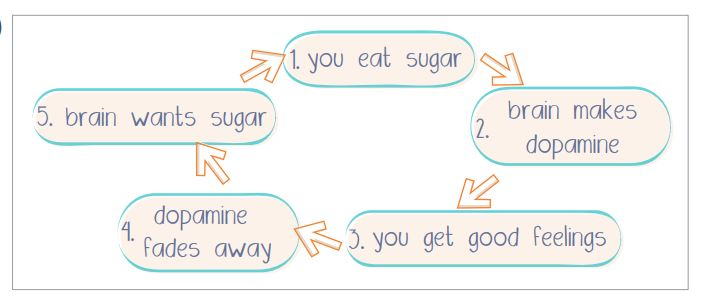 1. you eat sugar
2. brain makes
dopamine
3. you get good feelings
4. dopamine
fades away
5. brain wants sugar